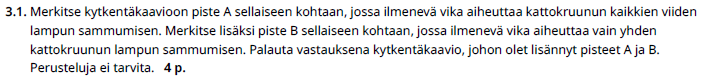 3.1. Merkitse kytkentäkaavioon piste A sellaiseen kohtaan, jossa ilmenevä vika aiheuttaa kattokruunun kaikkien viiden
lampun sammumisen. Merkitse lisäksi piste B sellaiseen kohtaan, jossa ilmenevä vika aiheuttaa vain yhden
kattokruunun lampun sammumisen. Palauta vastauksena kytkentäkaavio, johon olet lisännyt pisteet A ja B.
Perusteluja ei tarvita. 4 p.